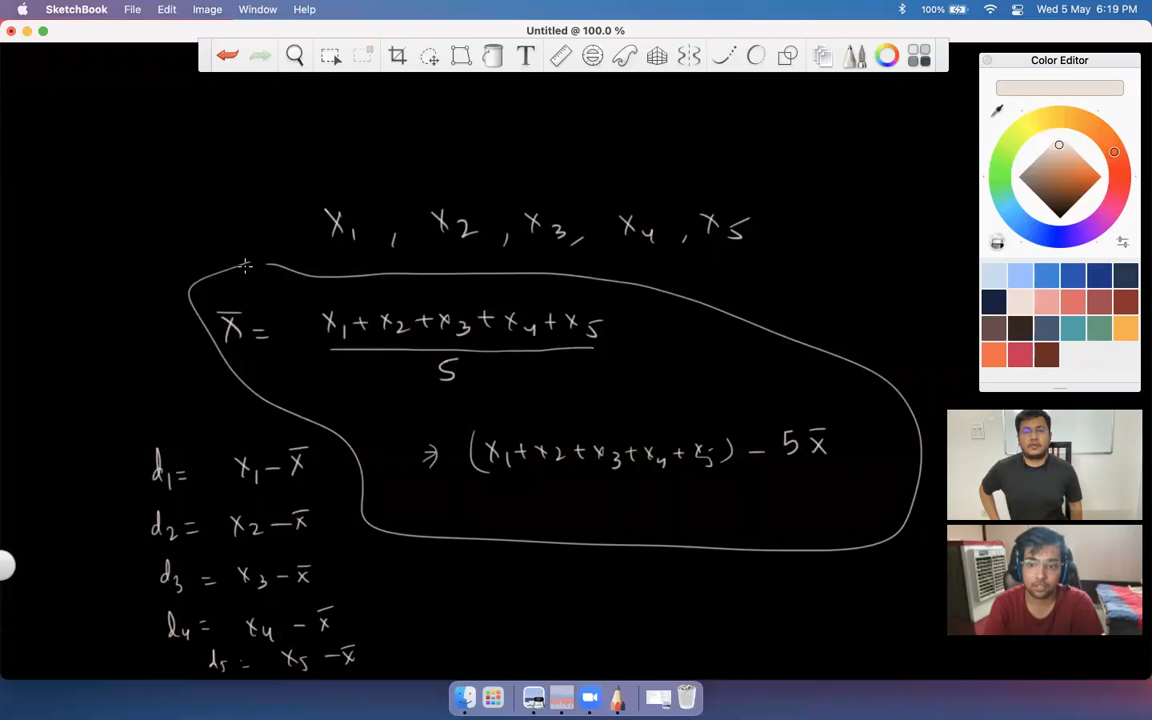 SketchBook File Edit Image Window Help 100% Wed 5 May 6:19 PM
Untitled @ 100.0 %
Color Editor
x₁ , x₂ , x₃, x₄ , x₅
x̅ = x₁ + x₂ + x₃ + x₄ + x₅
5
⇒ (x₁ + x₂ + x₃ + x₄ + x₅) – 5 x̅
d₁ = x₁ – x̅
d₂ = x₂ – x̅
d₃ = x₃ – x̅
d₄ = x₄ – x̅
d₅ = x₅ – x̅